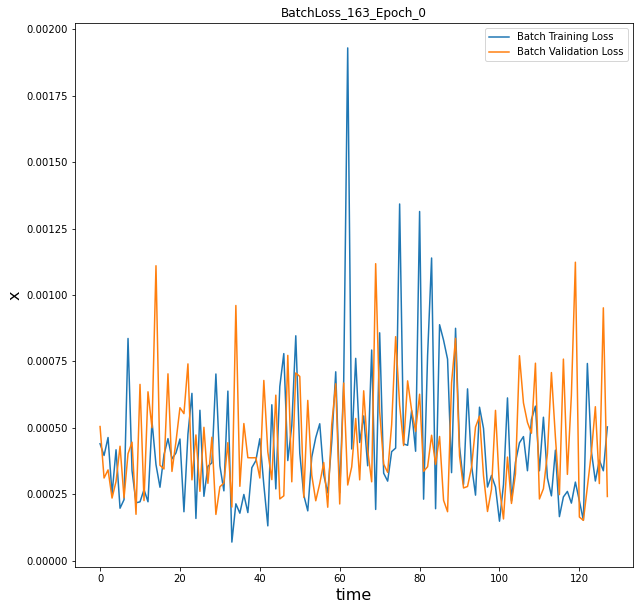 BatchLoss_163_Epoch_0
Batch Training Loss
Batch Validation Loss
0.00200
0.00175
0.00150
0.00125
0.00100
0.00075
0.00050
0.00025
0.00000
x
0 20 40 60 80 100 120
time